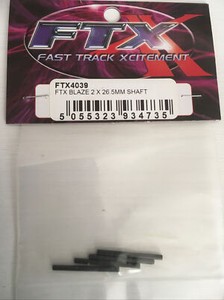 FTX
FAST TRACK XCITEMENT
FTX4039
FTX BLAZE 2 X 26.5MM SHAFT
5 055323 934735